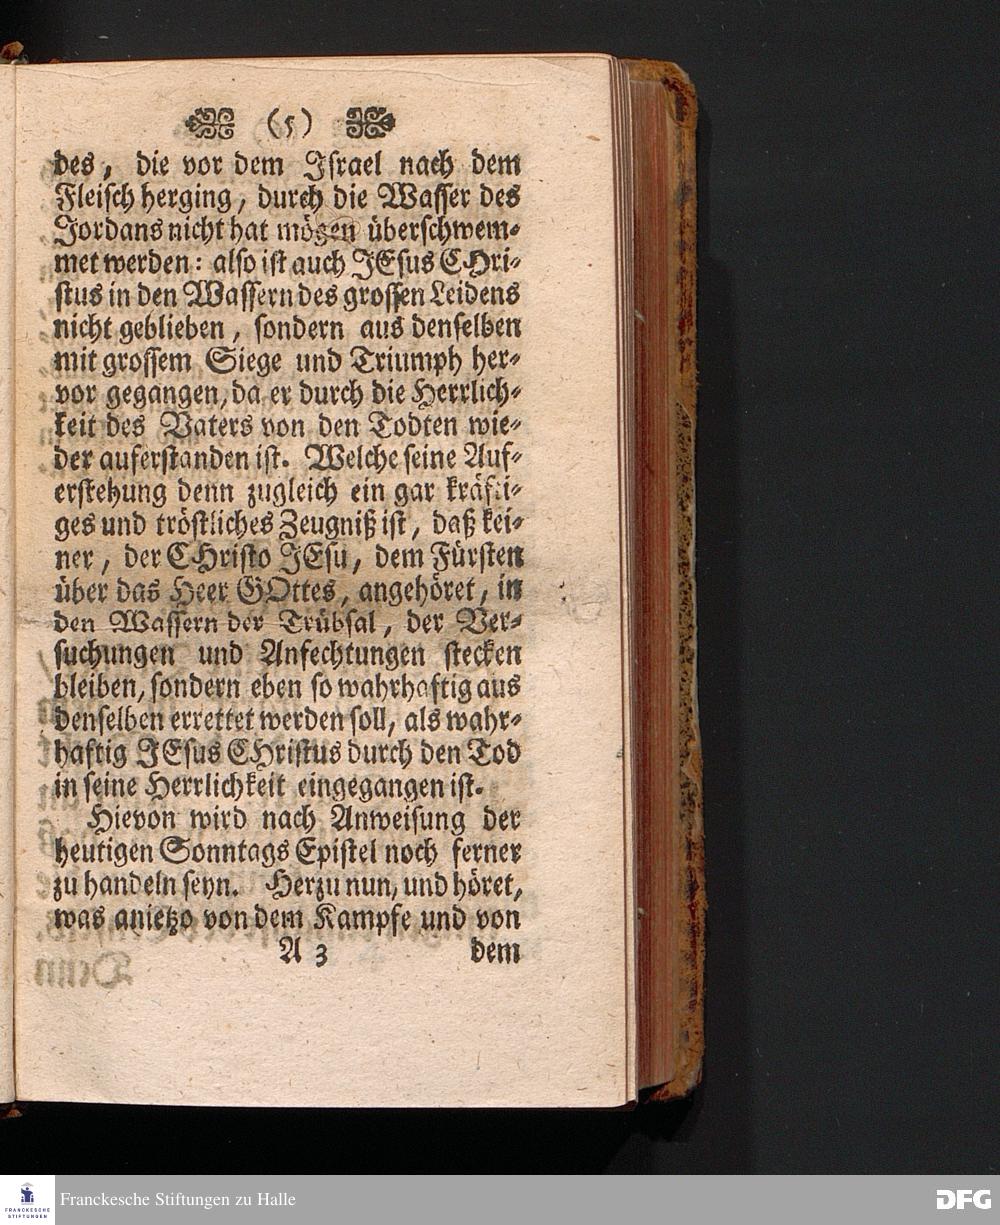 (5)
des, die vor dem Israel nach dem
Fleisch herging, durch die Wasser des
Jordans nicht hat mögen überschwem-
met werden: also ist auch JEsus CHri-
stus in den Wassern des grossen Leidens
nicht geblieben, sondern aus denselben
mit grossem Siege und Triumph her-
vor gegangen, da er durch die Herrlich-
keit des Vaters von den Todten wie-
der auferstanden ist. Welche seine Auf-
erstehung denn zugleich ein gar kräfti-
ges und tröstliches Zeugniß ist, daß kei-
ner, der CHristo JEsu, dem Fürsten
über das Heer GOttes, angehöret, in
den Wassern der Trübsal, der Ver-
suchungen und Anfechtungen stecken
bleiben, sondern eben so wahrhaftig aus
denselben errettet werden soll, als wahr-
haftig JEsus CHristus durch den Tod
in seine Herrlichkeit eingegangen ist.
Hievon wird nach Anweisung der
heutigen Sonntags Epistel noch ferner
zu handeln seyn. Herzu nun, und höret,
was anietzo von dem Kampfe und von
A 3 dem
FRANCKESCHE STIFTUNGEN
Franckesche Stiftungen zu Halle
DFG